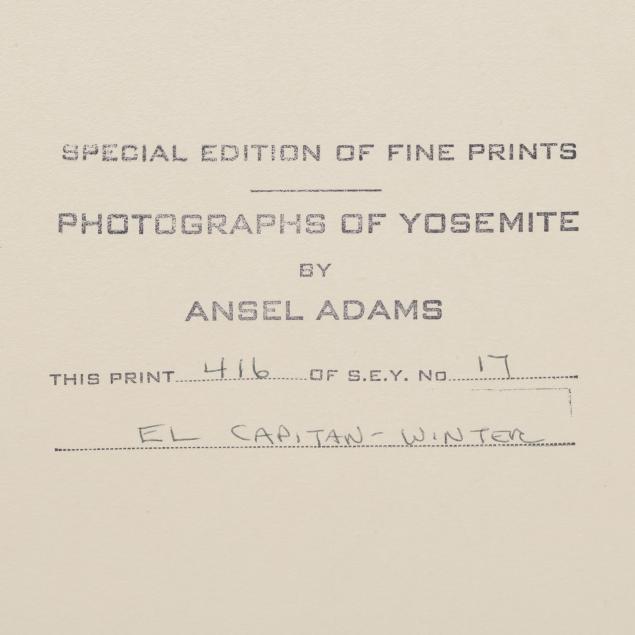 SPECIAL EDITION OF FINE PRINTS
PHOTOGRAPHS OF YOSEMITE
BY
ANSEL ADAMS
THIS PRINT 416 OF S.E.Y. NO 17
EL CAPITAN - WINTER